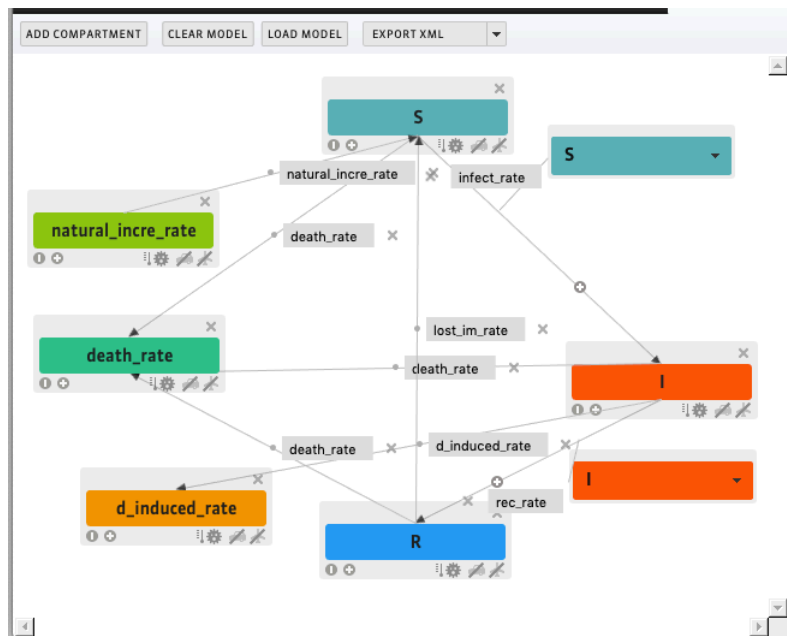 ADD COMPARTMENT CLEAR MODEL LOAD MODEL EXPORT XML
S
S
natural_incre_rate infect_rate
natural_incre_rate
death_rate
lost_im_rate
death_rate
death_rate
I
death_rate d_induced_rate
I
rec_rate
d_induced_rate
R